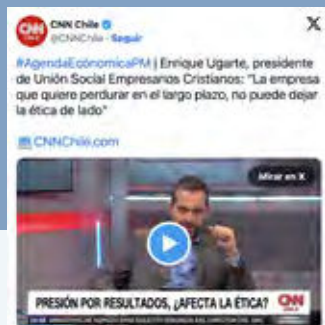 CNN Chile
@CNNChile · Seguir
#AgendaEconomicaPM | Enrique Ugarte, presidente
de Unión Social Empresarios Cristianos: "La empresa
que quiere perdurar en el largo plazo, no puede dejar
la ética de lado"
CNNChile.com
Mirar en X
PRESIÓN POR RESULTADOS, ¿AFECTA LA ÉTICA?
CNN